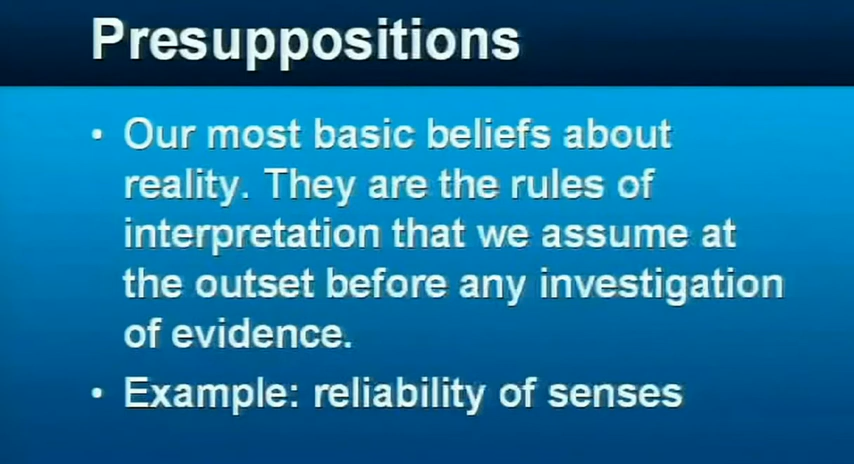 Presuppositions
• Our most basic beliefs about
reality. They are the rules of
interpretation that we assume at
the outset before any investigation
of evidence.
• Example: reliability of senses